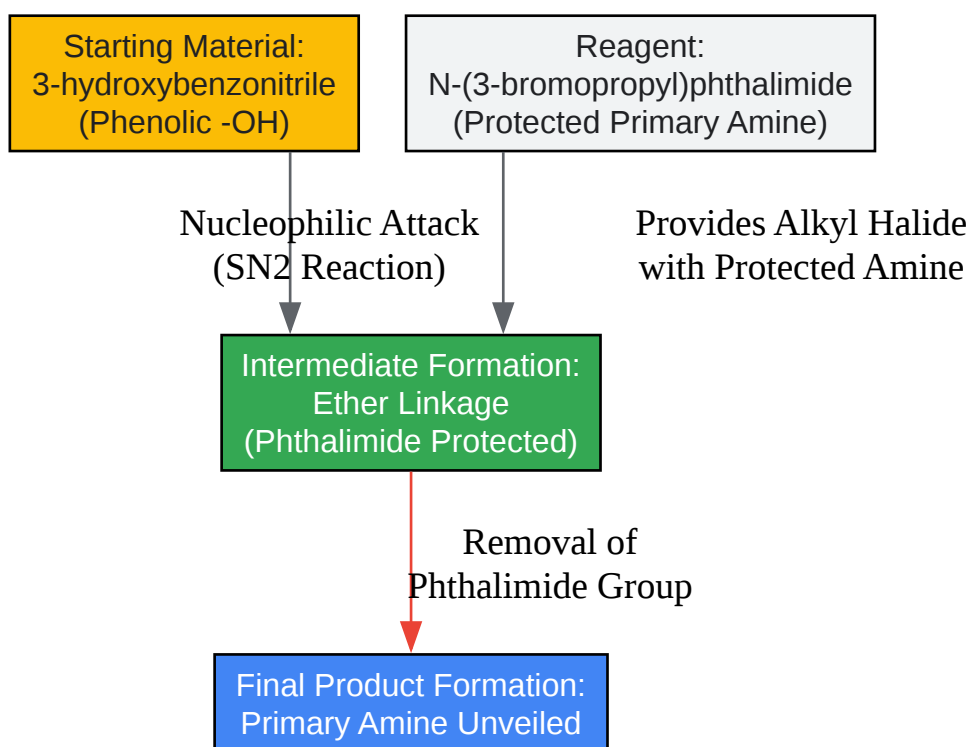 Starting Material:
3-hydroxybenzonitrile
(Phenolic -OH)
Reagent:
N-(3-bromopropyl)phthalimide
(Protected Primary Amine)
Nucleophilic Attack
(SN2 Reaction)
Provides Alkyl Halide
with Protected Amine
Intermediate Formation:
Ether Linkage
(Phthalimide Protected)
Removal of
Phthalimide Group
Final Product Formation:
Primary Amine Unveiled